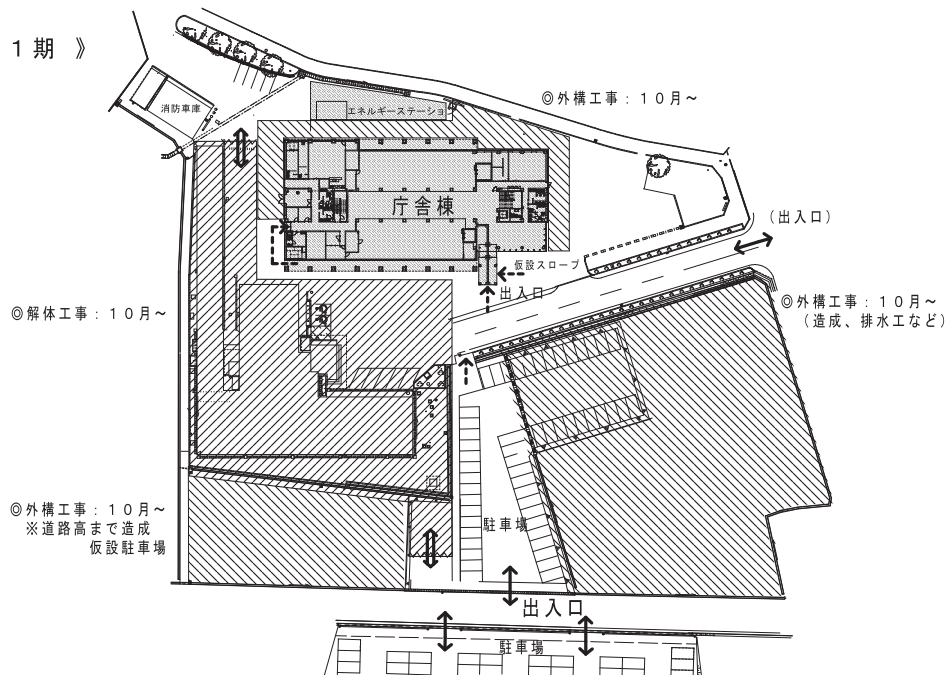 1期 》
◎外構工事：10月～
消防車庫
エネルギーステーショ
庁舎棟
(出入口)
仮設スロープ
出入口
◎解体工事：10月～
◎外構工事：10月～
(造成、排水工など)
◎外構工事：10月～
※道路高まで造成
仮設駐車場
駐車場
出入口
駐車場